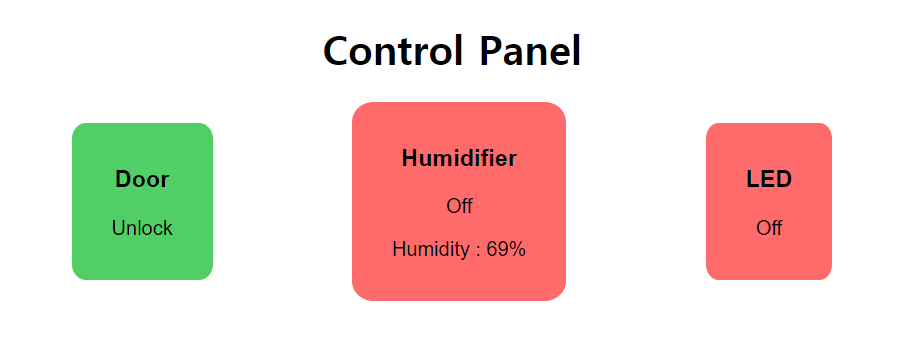 Control Panel
Door
Unlock
Humidifier
Off
Humidity : 69%
LED
Off